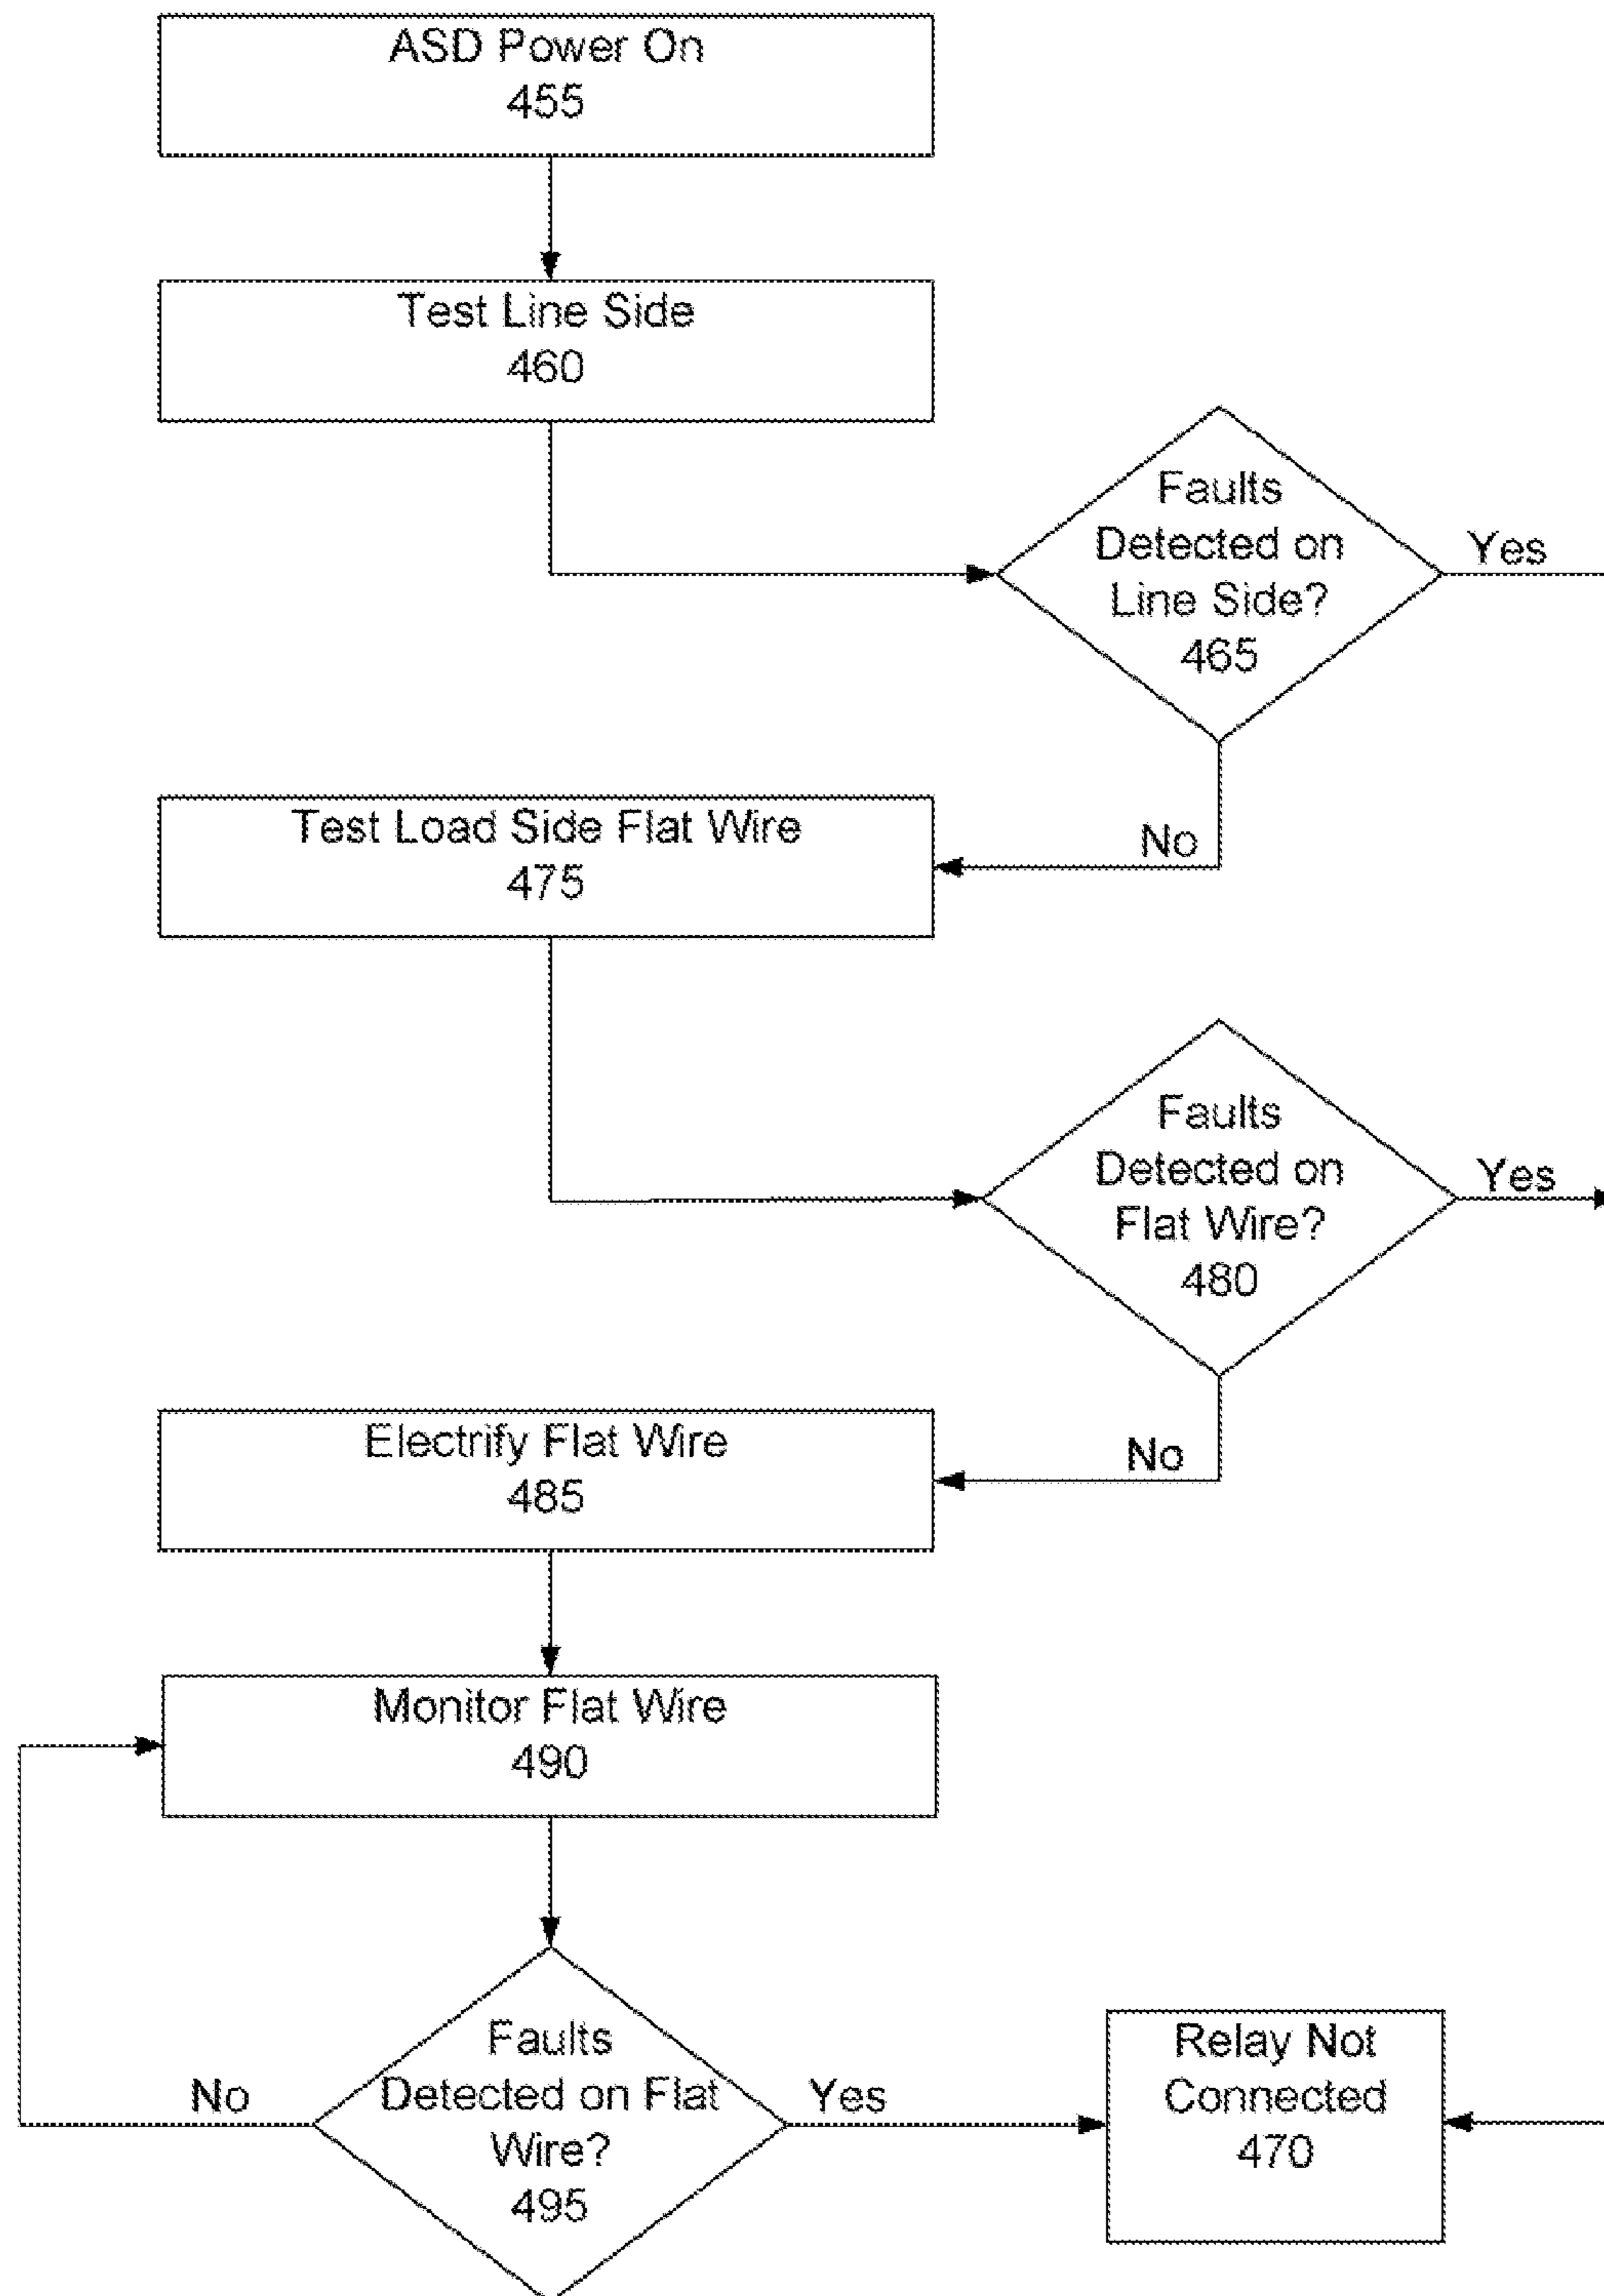 ASD Power On
455
Test Line Side
460
Faults
Detected on
Line Side?
465
Yes
No
Test Load Side Flat Wire
475
Faults
Detected on
Flat Wire?
480
Yes
No
Electrify Flat Wire
485
Monitor Flat Wire
490
Faults
Detected on Flat
Wire?
495
No
Yes
Relay Not
Connected
470